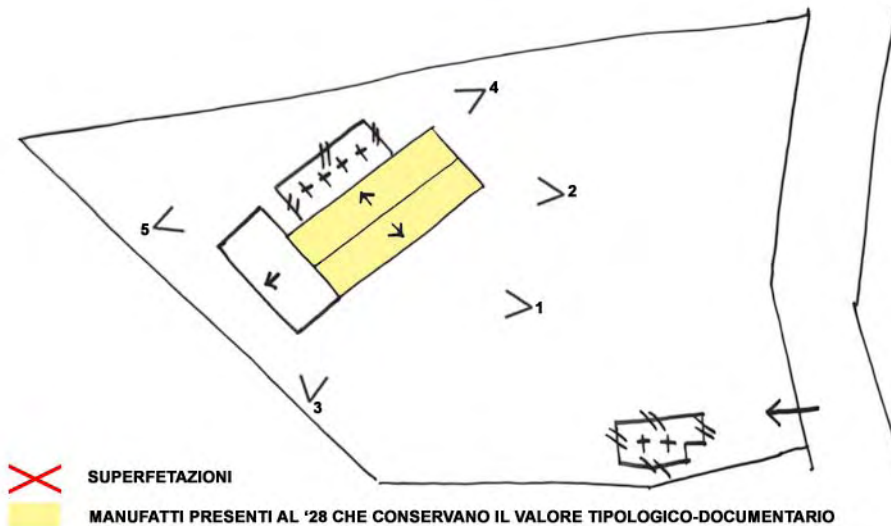 4
2
5
1
3
SUPERFETAZIONI
MANUFATTI PRESENTI AL '28 CHE CONSERVANO IL VALORE TIPOLOGICO-DOCUMENTARIO